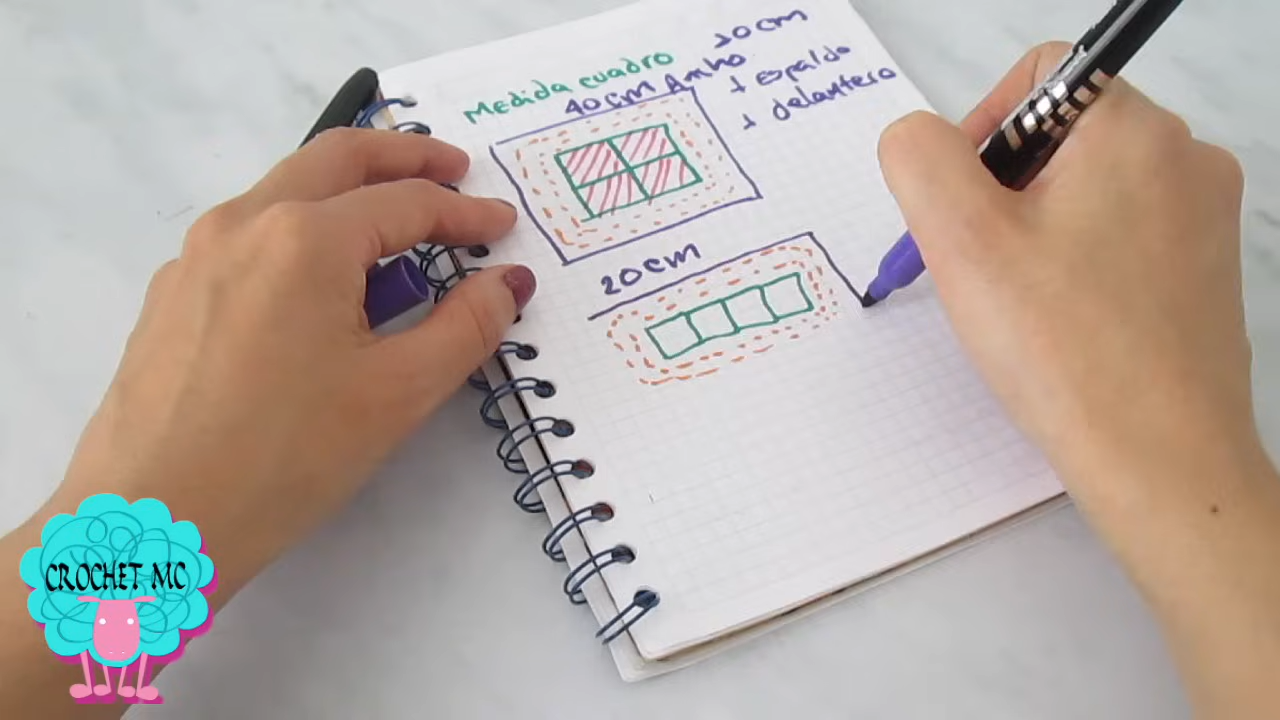 Medida cuadro
40cm Ancho
20cm
1 espalda
1 delantero
20cm
CROCHET MC